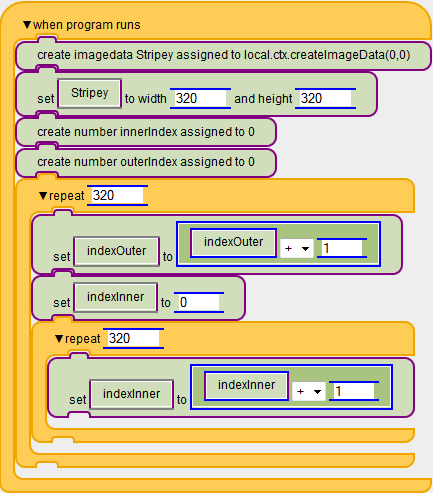 ▼when program runs
create imagedata Stripey assigned to local.ctx.createImageData(0,0)
set Stripey to width 320 and height 320
create number innerIndex assigned to 0
create number outerIndex assigned to 0
▼repeat 320
set indexOuter to indexOuter + ▼ 1
set indexInner to 0
▼repeat 320
set indexInner to indexInner + ▼ 1